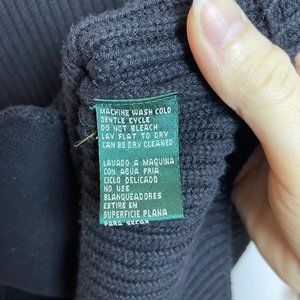 MACHINE WASH COLD
GENTLE CYCLE
DO NOT BLEACH
LAY FLAT TO DRY
CAN BE DRY CLEANED
LAVADO A MAQUINA
CON AGUA FRIA
CICLO DELICADO
NO USE
BLANQUEADORES
ESTIRE EN
SUPERFICIE PLANA
PARA SECAR